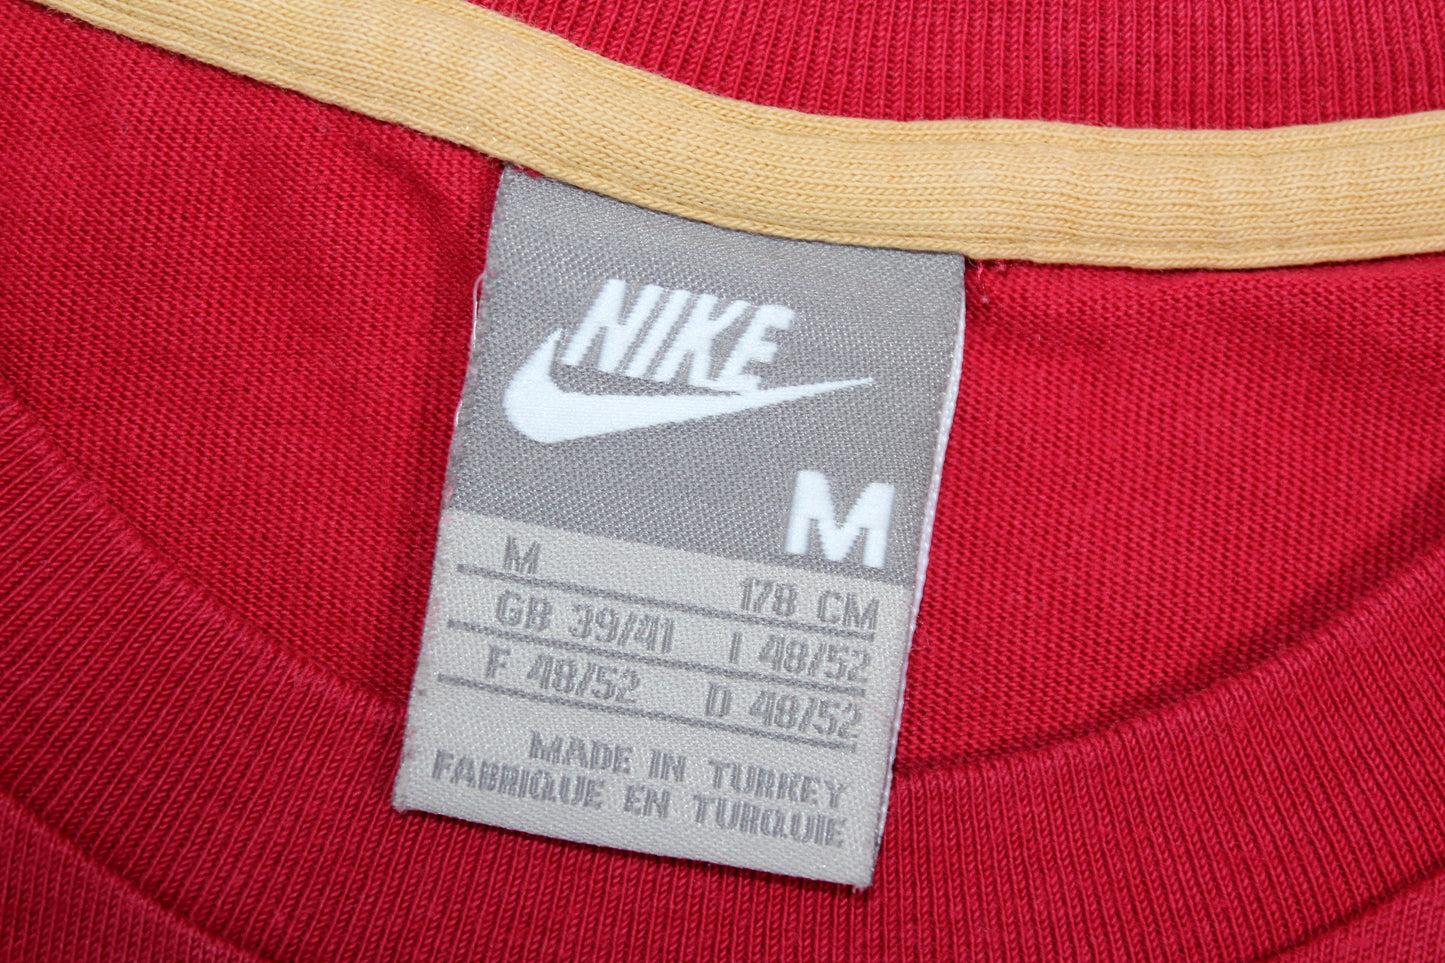 NIKE
M
M 178 CM
GB 39/41 I 48/52
F 48/52 D 48/52
MADE IN TURKEY
FABRIQUE EN TURQUIE